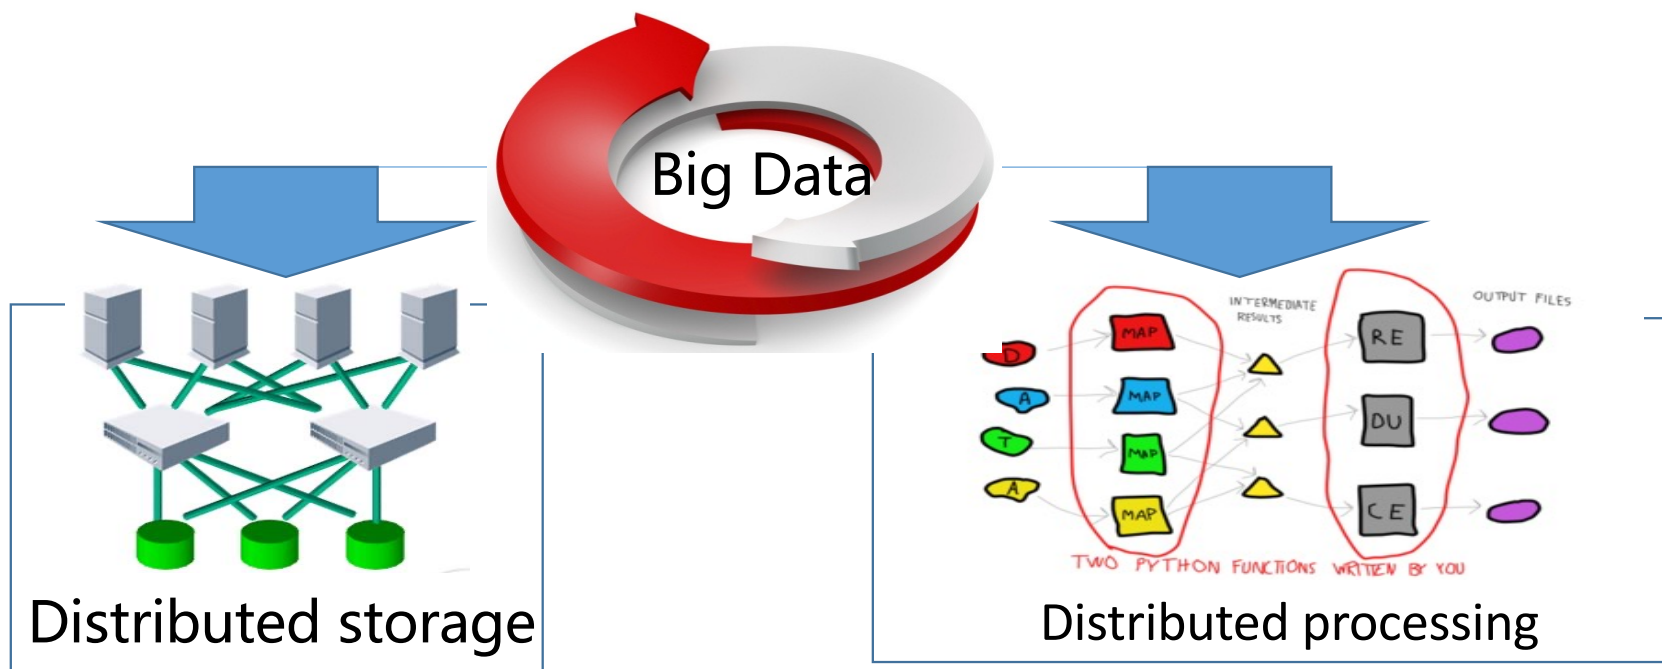 Big Data
INTERMEDIATE
RESULTS
OUTPUT FILES
D
MAP
RE
A
MAP
T
MAP
DU
A
MAP
CE
TWO PYTHON FUNCTIONS WRITTEN BY YOU
Distributed storage
Distributed processing